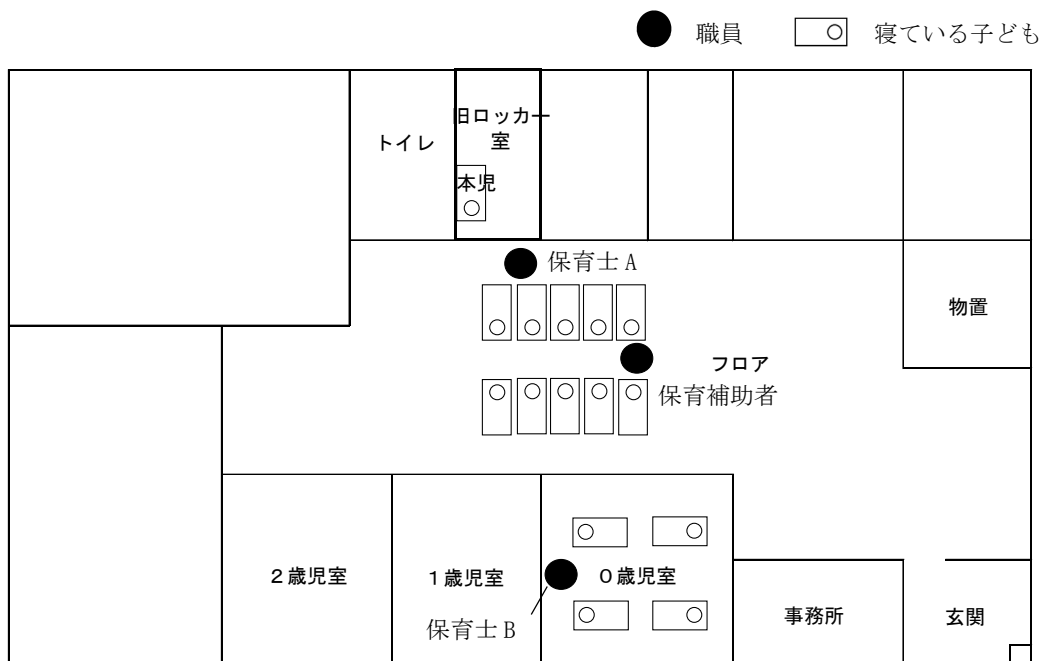 職員
寝ている子ども
トイレ
旧ロッカー
室
本児
保育士A
物置
フロア
保育補助者
2歳児室
1歳児室
0歳児室
保育士B
事務所
玄関